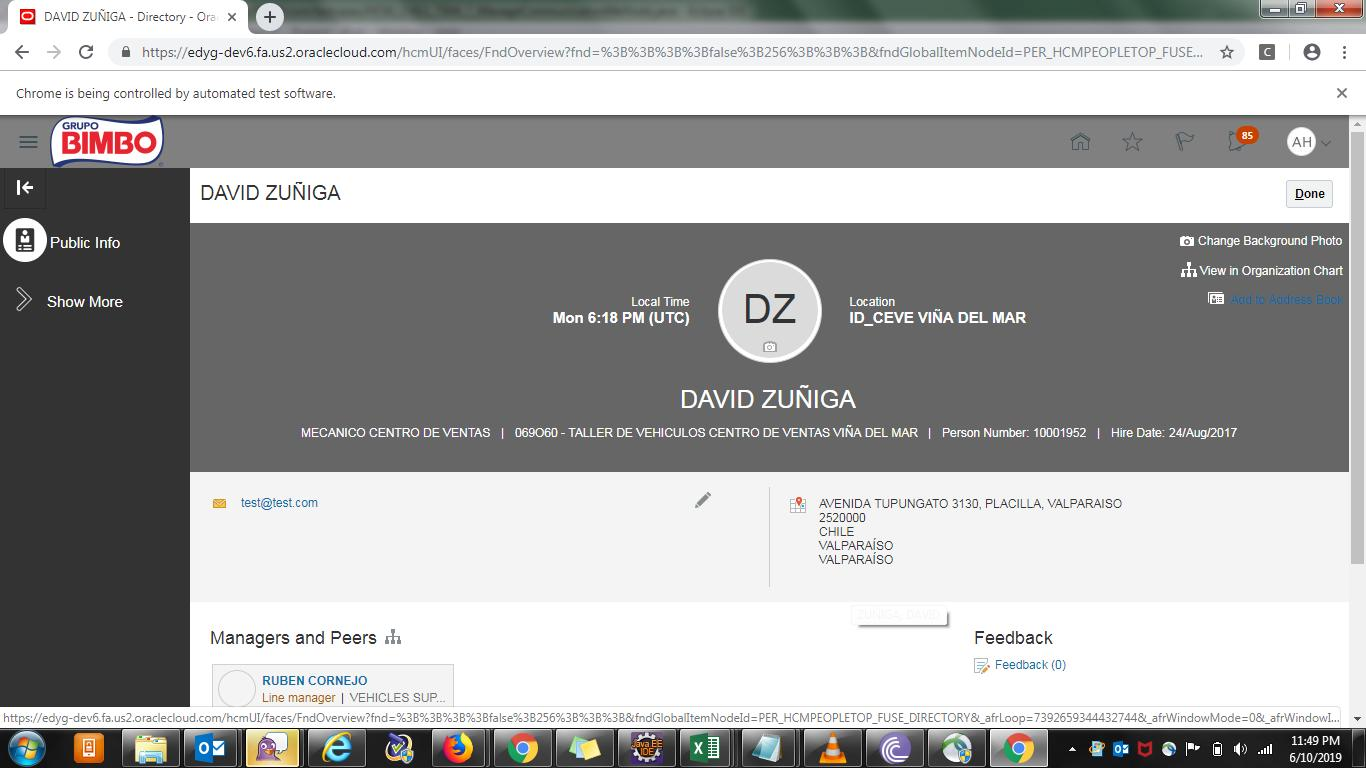 DAVID ZUÑIGA - Directory - Ora
https://edyg-dev6.fa.us2.oraclecloud.com/hcmUI/faces/FndOverview?fnd=%3B%3B%3B%3Bfalse%3B256%3B%3B%3B&fndGlobalItemNodeId=PER_HCMPEOPLETOP_FUSE...
C
Chrome is being controlled by automated test software.
GRUPO
BIMBO
85
AH
DAVID ZUÑIGA
Done
Public Info
Show More
Change Background Photo
View in Organization Chart
Add to Address Book
Local Time
Mon 6:18 PM (UTC)
DZ
Location
ID_CEVE VIÑA DEL MAR
DAVID ZUÑIGA
MECANICO CENTRO DE VENTAS | 069O60 - TALLER DE VEHICULOS CENTRO DE VENTAS VIÑA DEL MAR | Person Number: 10001952 | Hire Date: 24/Aug/2017
test@test.com
AVENIDA TUPUNGATO 3130, PLACILLA, VALPARAISO
2520000
CHILE
VALPARAÍSO
VALPARAÍSO
ZUÑIGA, DAVID
Managers and Peers
Feedback
Feedback (0)
RUBEN CORNEJO
Line manager | VEHICLES SUP...
https://edyg-dev6.fa.us2.oraclecloud.com/hcmUI/faces/FndOverview?fnd=%3B%3B%3B%3Bfalse%3B256%3B%3B%3B&fndGlobalItemNodeId=PER_HCMPEOPLETOP_FUSE_DIRECTORY&_afrLoop=7392659344432744&_afrWindowMode=0&_afrWindowI...
Java EE
IDE
11:49 PM
6/10/2019